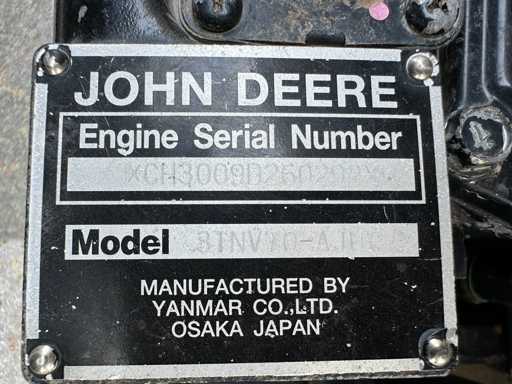 JOHN DEERE
Engine Serial Number
Model
MANUFACTURED BY
YANMAR CO.,LTD.
OSAKA JAPAN